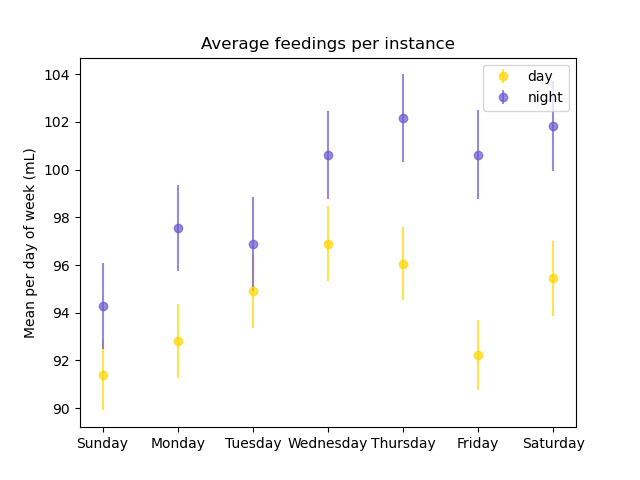 Average feedings per instance
day
night
Mean per day of week (mL)
104
102
100
98
96
94
92
90
Sunday Monday Tuesday Wednesday Thursday Friday Saturday